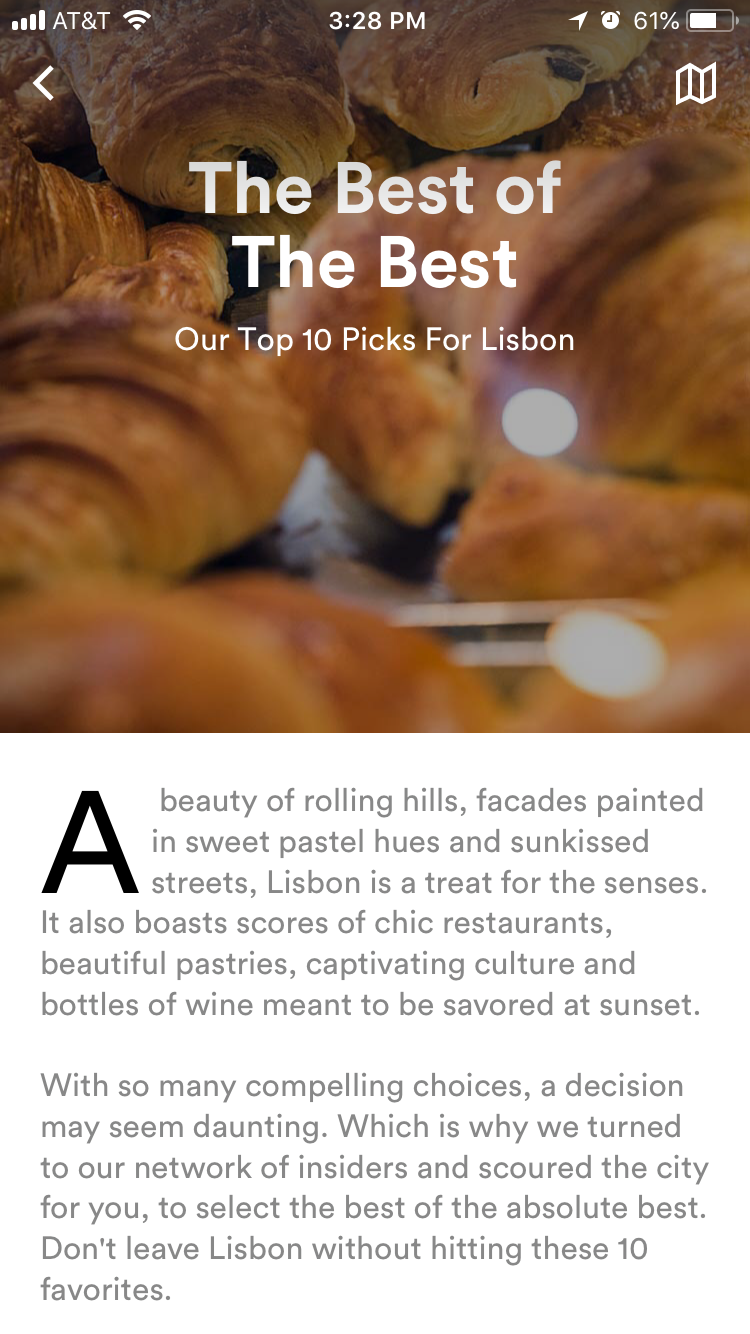 AT&T 3:28 PM 61%
The Best of
The Best
Our Top 10 Picks For Lisbon
A beauty of rolling hills, facades painted
in sweet pastel hues and sunkissed
streets, Lisbon is a treat for the senses.
It also boasts scores of chic restaurants,
beautiful pastries, captivating culture and
bottles of wine meant to be savored at sunset.
With so many compelling choices, a decision
may seem daunting. Which is why we turned
to our network of insiders and scoured the city
for you, to select the best of the absolute best.
Don't leave Lisbon without hitting these 10
favorites.